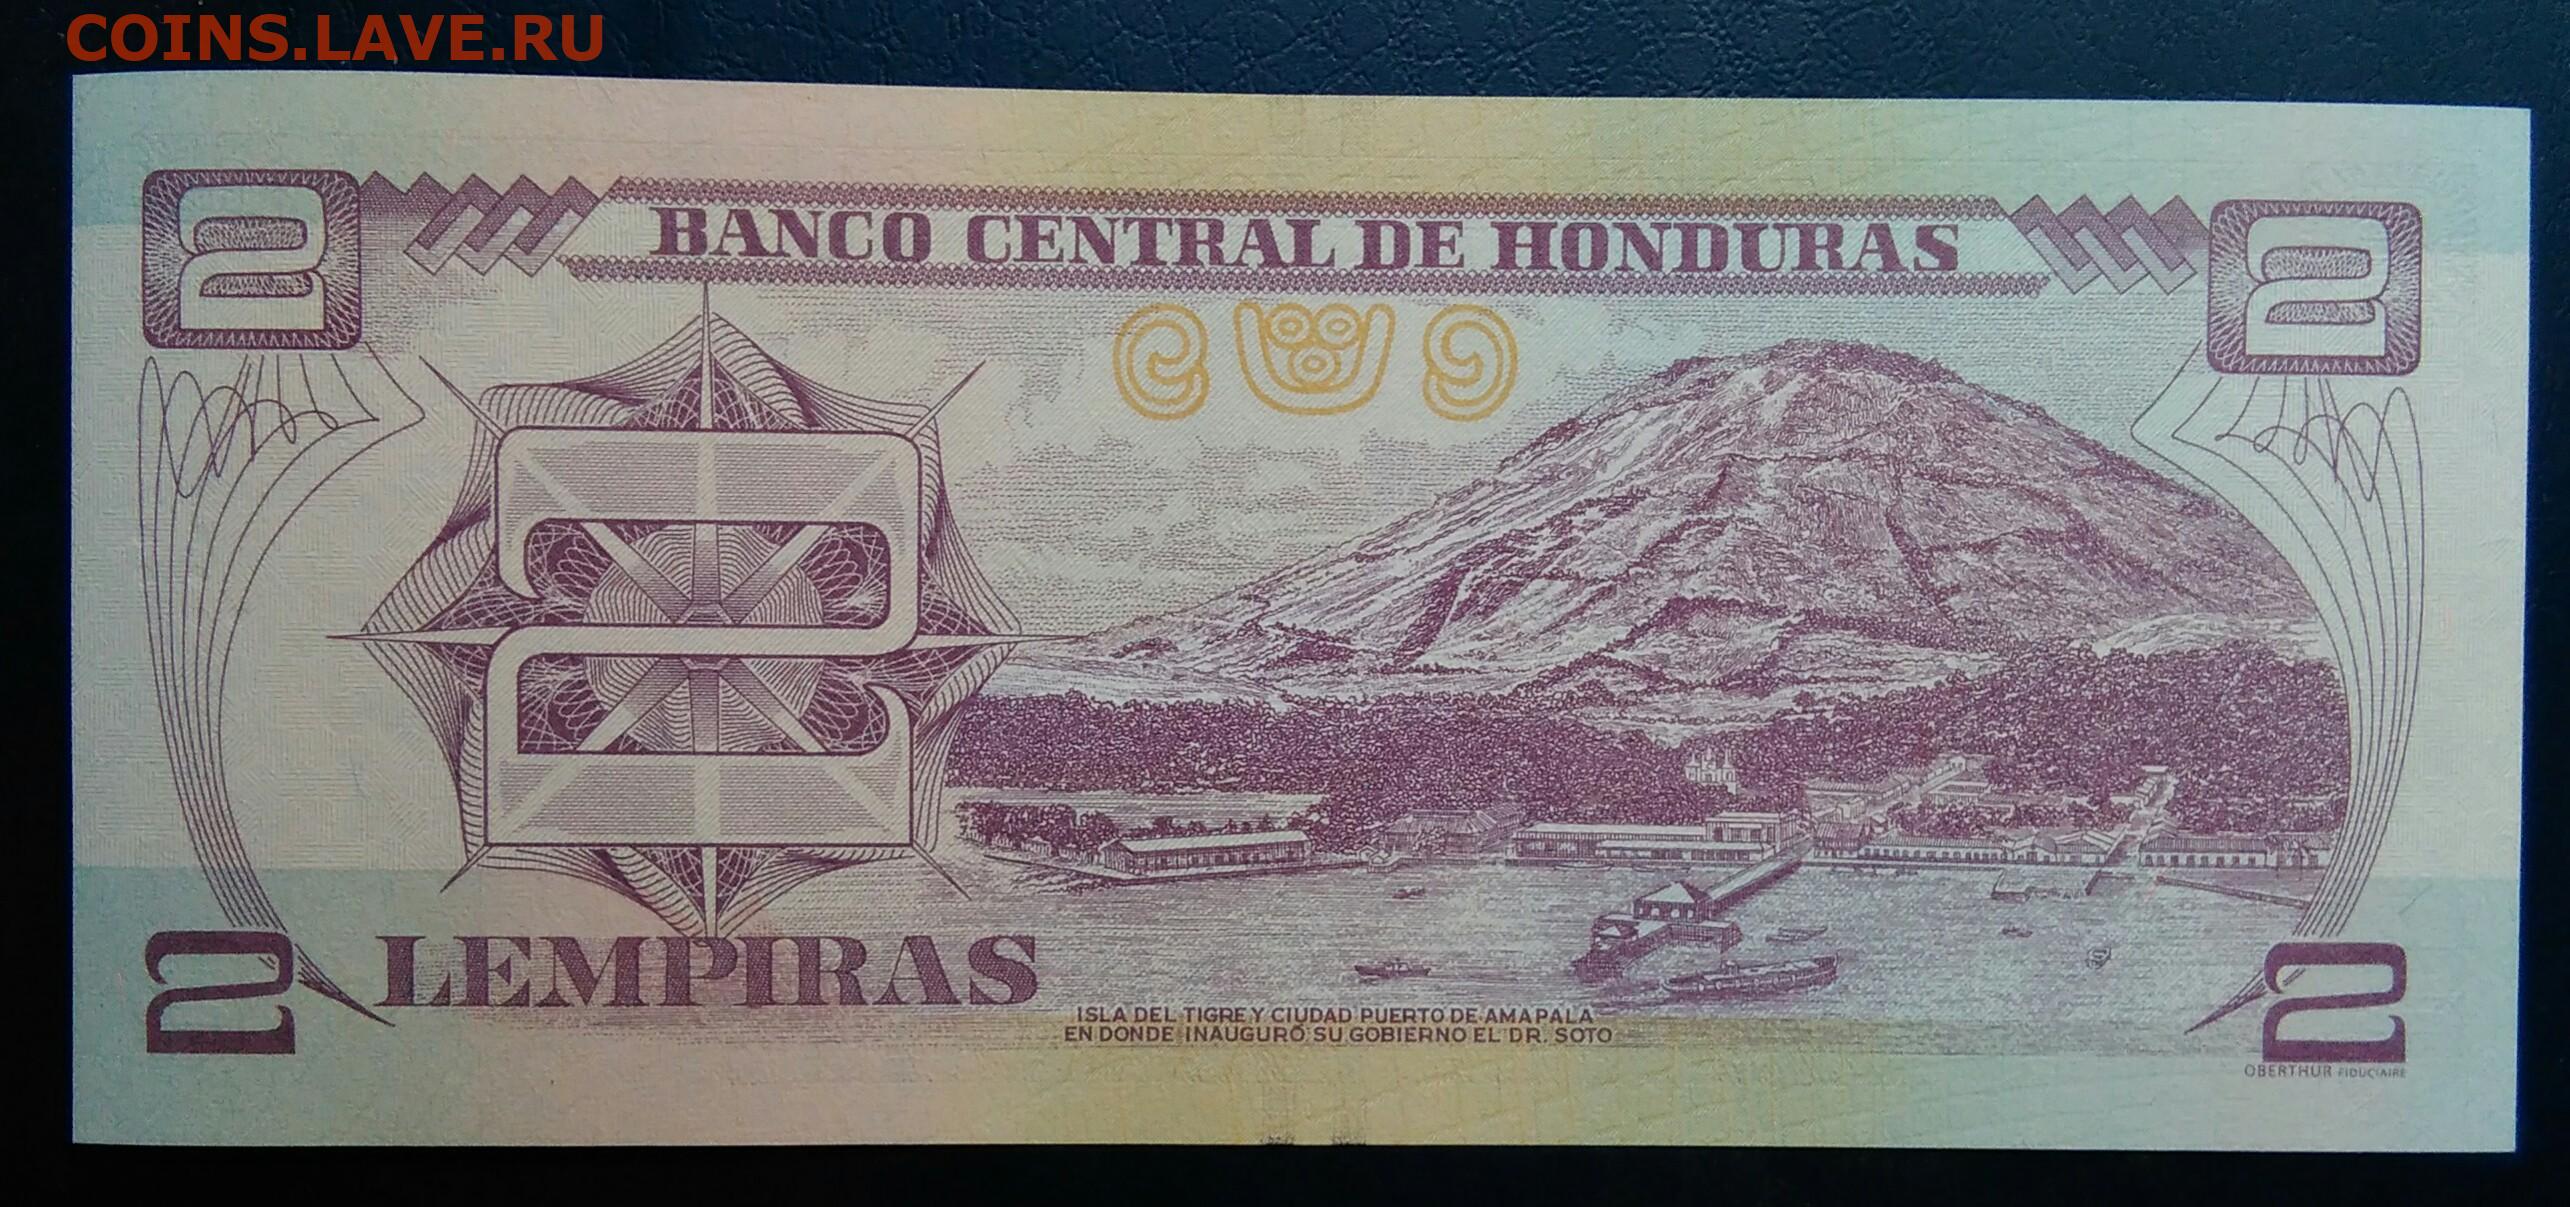 COINS.LAVE.RU
2 BANCO CENTRAL DE HONDURAS 2
2
2 LEMPIRAS
ISLA DEL TIGRE Y CIUDAD PUERTO DE AMAPALA
EN DONDE INAUGURÓ SU GOBIERNO EL DR. SOTO
2
OBERTHUR FIDUCIAIRE